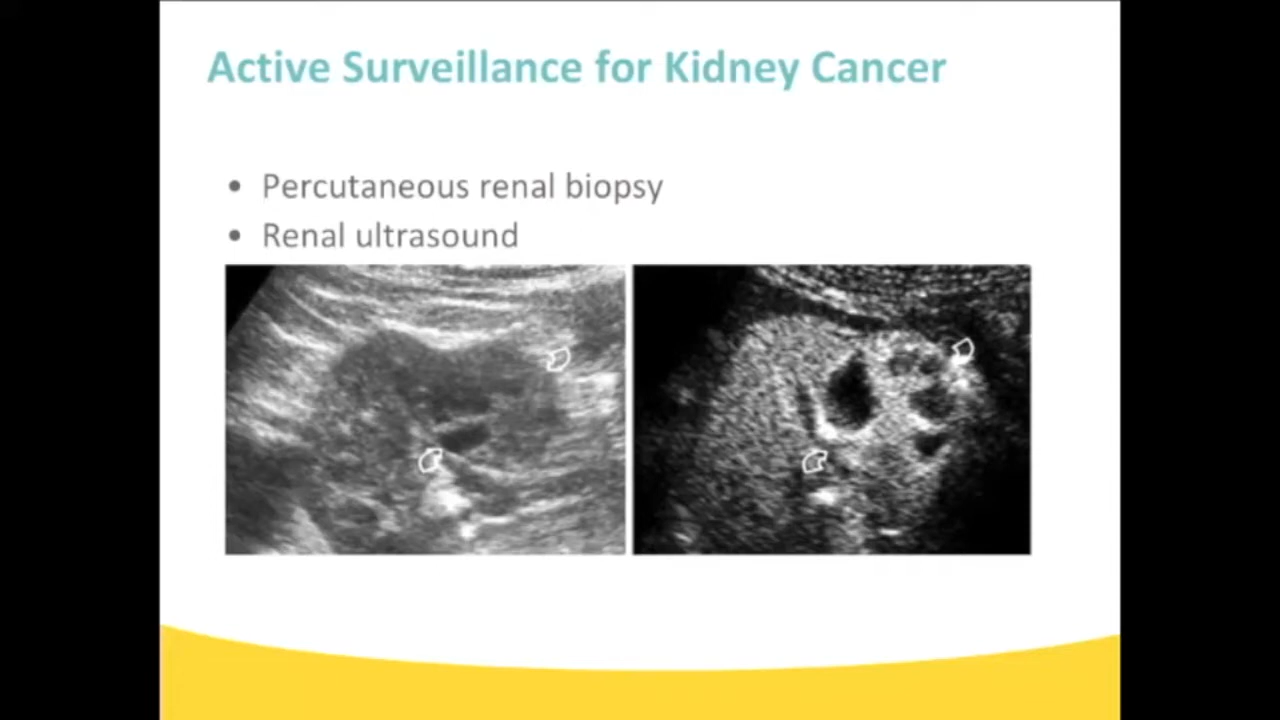 Active Surveillance for Kidney Cancer
• Percutaneous renal biopsy
• Renal ultrasound